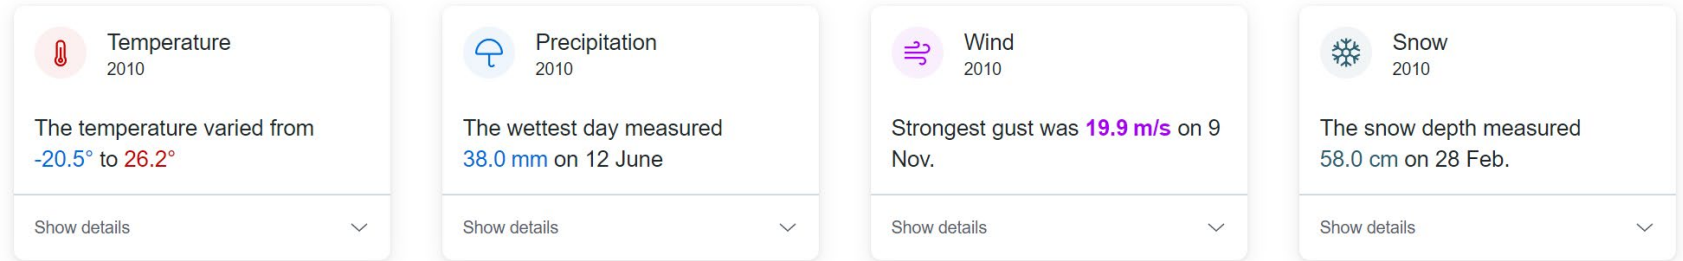 Temperature
2010
The temperature varied from
-20.5° to 26.2°
Show details
Precipitation
2010
The wettest day measured
38.0 mm on 12 June
Show details
Wind
2010
Strongest gust was 19.9 m/s on 9
Nov.
Show details
Snow
2010
The snow depth measured
58.0 cm on 28 Feb.
Show details